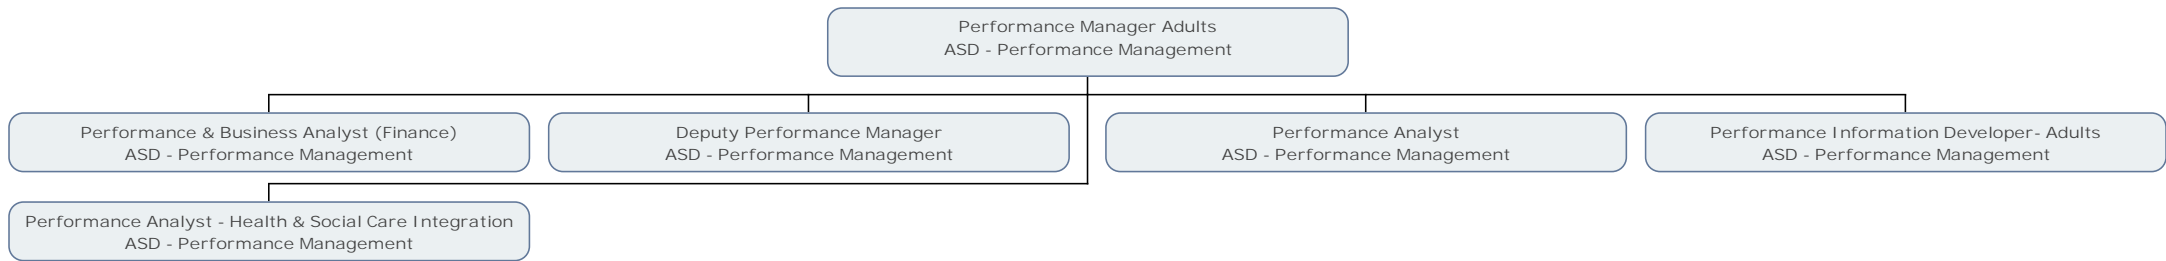 Performance Manager Adults
ASD - Performance Management
Performance & Business Analyst (Finance)
ASD - Performance Management
Deputy Performance Manager
ASD - Performance Management
Performance Analyst
ASD - Performance Management
Performance Information Developer- Adults
ASD - Performance Management
Performance Analyst - Health & Social Care Integration
ASD - Performance Management